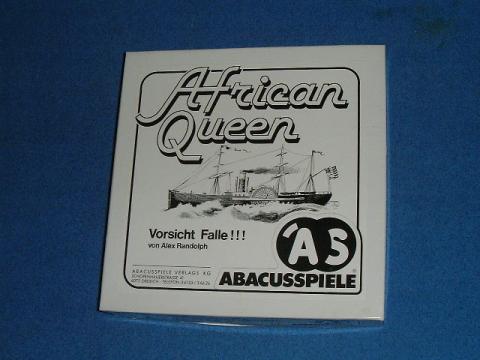 African
Queen
Vorsicht Falle!!!
von Alex Randolph
'AS
ABACUSSPIELE
ABACUSSPIELE VERLAGS KG